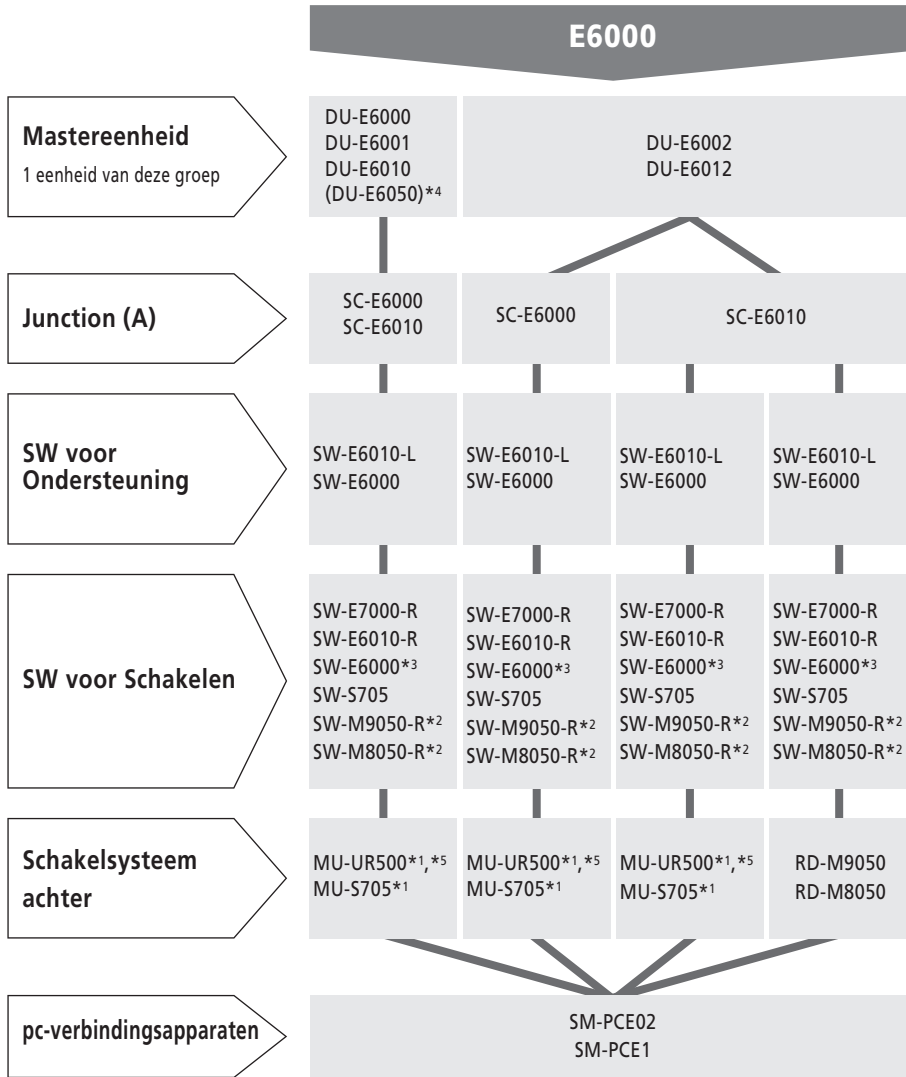 E6000
Mastereenheid
1 eenheid van deze groep
DU-E6000
DU-E6001
DU-E6010
(DU-E6050)*4
DU-E6002
DU-E6012
Junction (A)
SC-E6000
SC-E6010
SC-E6000
SC-E6010
SW voor
Ondersteuning
SW-E6010-L
SW-E6000
SW-E6010-L
SW-E6000
SW-E6010-L
SW-E6000
SW-E6010-L
SW-E6000
SW voor Schakelen
SW-E7000-R
SW-E6010-R
SW-E6000*3
SW-S705
SW-M9050-R*2
SW-M8050-R*2
SW-E7000-R
SW-E6010-R
SW-E6000*3
SW-S705
SW-M9050-R*2
SW-M8050-R*2
SW-E7000-R
SW-E6010-R
SW-E6000*3
SW-S705
SW-M9050-R*2
SW-M8050-R*2
SW-E7000-R
SW-E6010-R
SW-E6000*3
SW-S705
SW-M9050-R*2
SW-M8050-R*2
Schakelsysteem
achter
MU-UR500*1,*5
MU-S705*1
MU-UR500*1,*5
MU-S705*1
MU-UR500*1,*5
MU-S705*1
RD-M9050
RD-M8050
pc-verbindingsapparaten
SM-PCE02
SM-PCE1